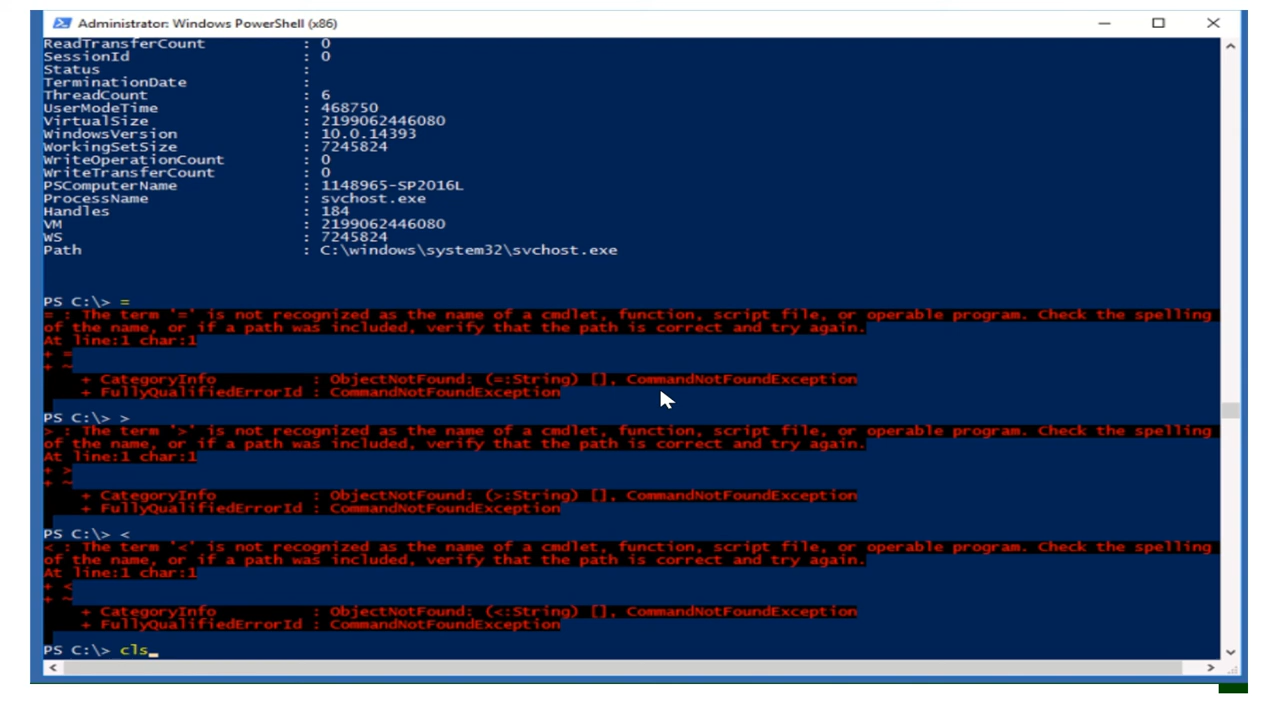 Administrator: Windows PowerShell (x86)
ReadTransferCount : 0
SessionId : 0
Status :
TerminationDate :
ThreadCount : 6
UserModeTime : 468750
VirtualSize : 2199062446080
WindowsVersion : 10.0.14393
WorkingSetSize : 7245824
WriteOperationCount : 0
WriteTransferCount : 0
PSComputerName : 1148965-SP2016L
ProcessName : svchost.exe
Handles : 184
VM : 2199062446080
WS : 7245824
Path : C:\windows\system32\svchost.exe
PS C:\> =
= : The term '=' is not recognized as the name of a cmdlet, function, script file, or operable program. Check the spelling
of the name, or if a path was included, verify that the path is correct and try again.
At line:1 char:1
+ =
+ ~
+ CategoryInfo : ObjectNotFound: (=:String) [], CommandNotFoundException
+ FullyQualifiedErrorId : CommandNotFoundException
PS C:\> >
> : The term '>' is not recognized as the name of a cmdlet, function, script file, or operable program. Check the spelling
of the name, or if a path was included, verify that the path is correct and try again.
At line:1 char:1
+ >
+ ~
+ CategoryInfo : ObjectNotFound: (>:String) [], CommandNotFoundException
+ FullyQualifiedErrorId : CommandNotFoundException
PS C:\> <
< : The term '<' is not recognized as the name of a cmdlet, function, script file, or operable program. Check the spelling
of the name, or if a path was included, verify that the path is correct and try again.
At line:1 char:1
+ <
+ ~
+ CategoryInfo : ObjectNotFound: (<:String) [], CommandNotFoundException
+ FullyQualifiedErrorId : CommandNotFoundException
PS C:\> cls_